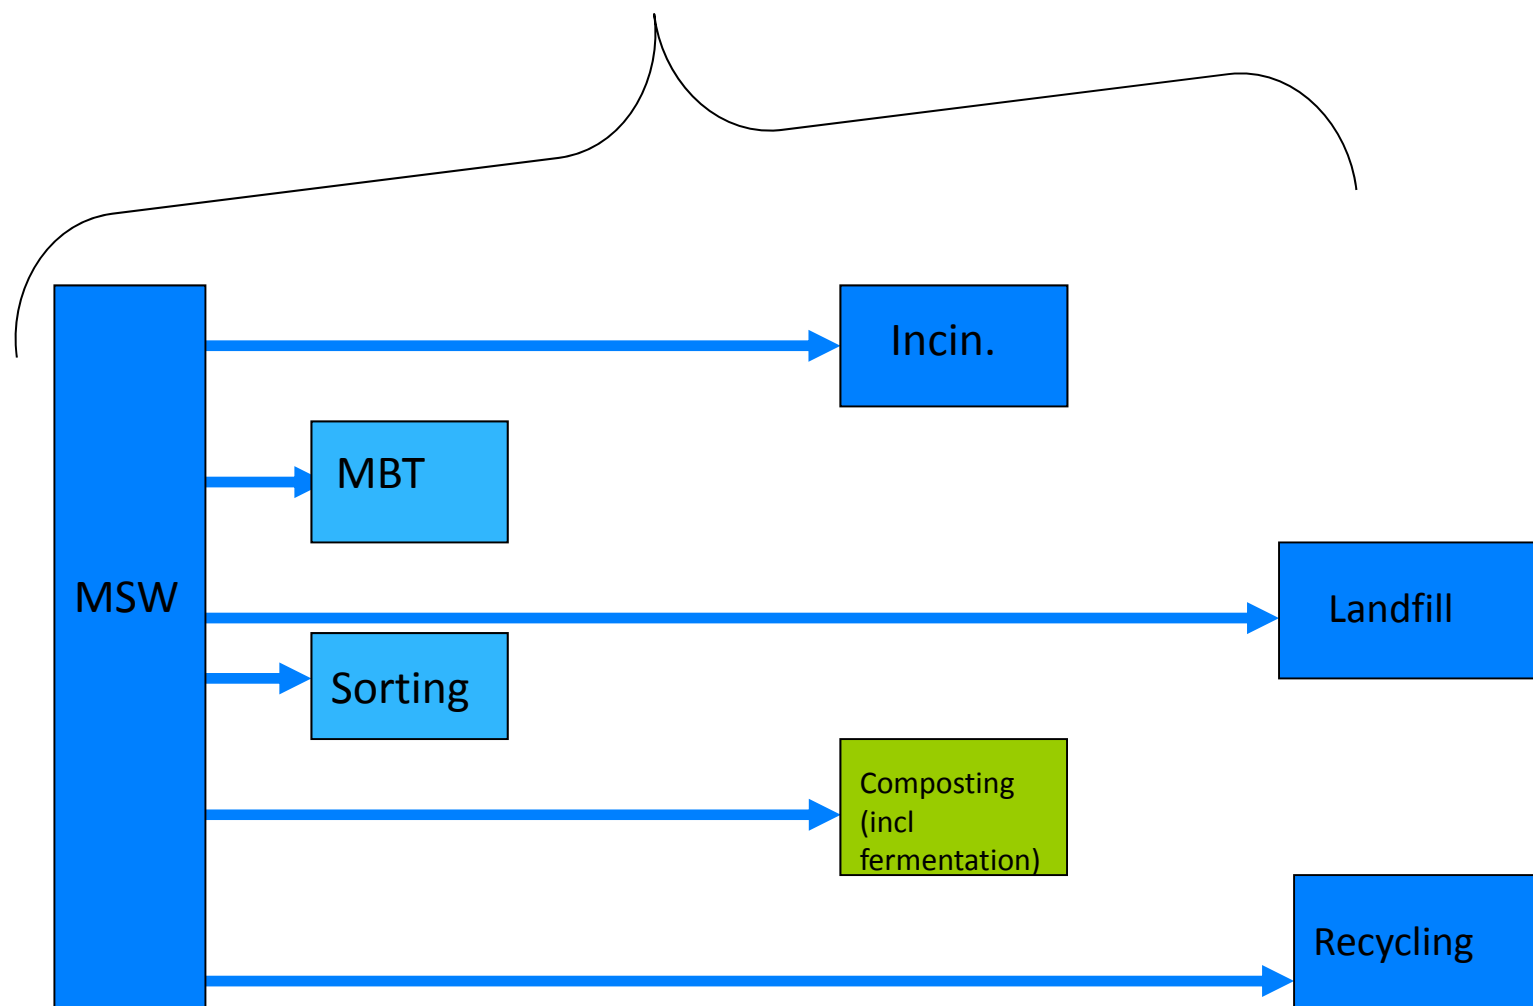 Incin.
MBT
MSW
Landfill
Sorting
Composting
(incl
fermentation)
Recycling